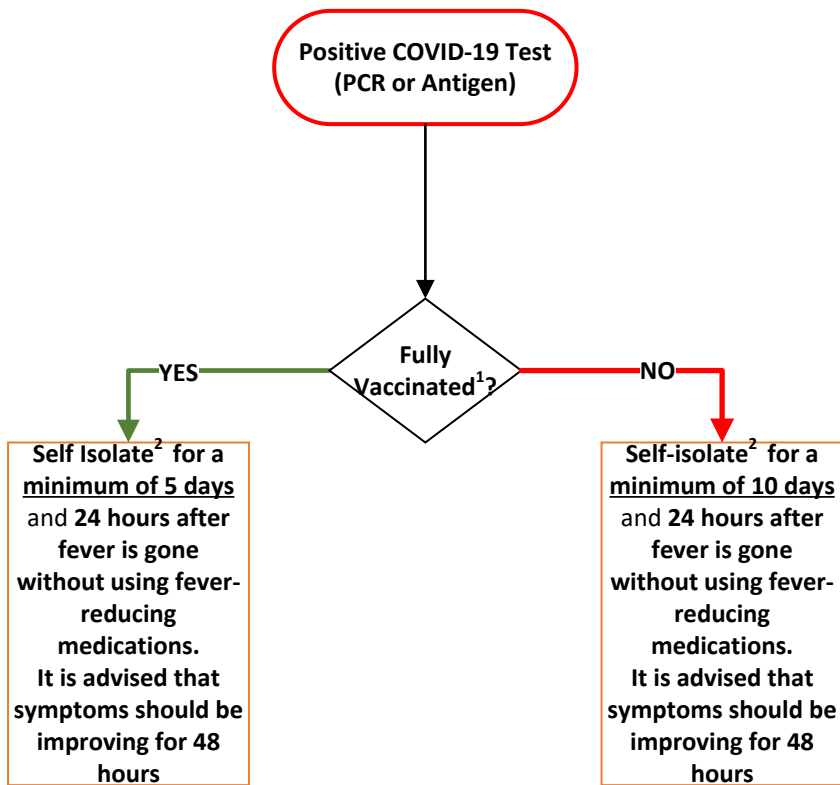 Positive COVID-19 Test
(PCR or Antigen)
Fully
Vaccinated¹?
YES
NO
Self Isolate² for a
minimum of 5 days
and 24 hours after
fever is gone
without using fever-
reducing
medications.
It is advised that
symptoms should be
improving for 48
hours
Self-isolate² for a
minimum of 10 days
and 24 hours after
fever is gone
without using fever-
reducing
medications.
It is advised that
symptoms should be
improving for 48
hours